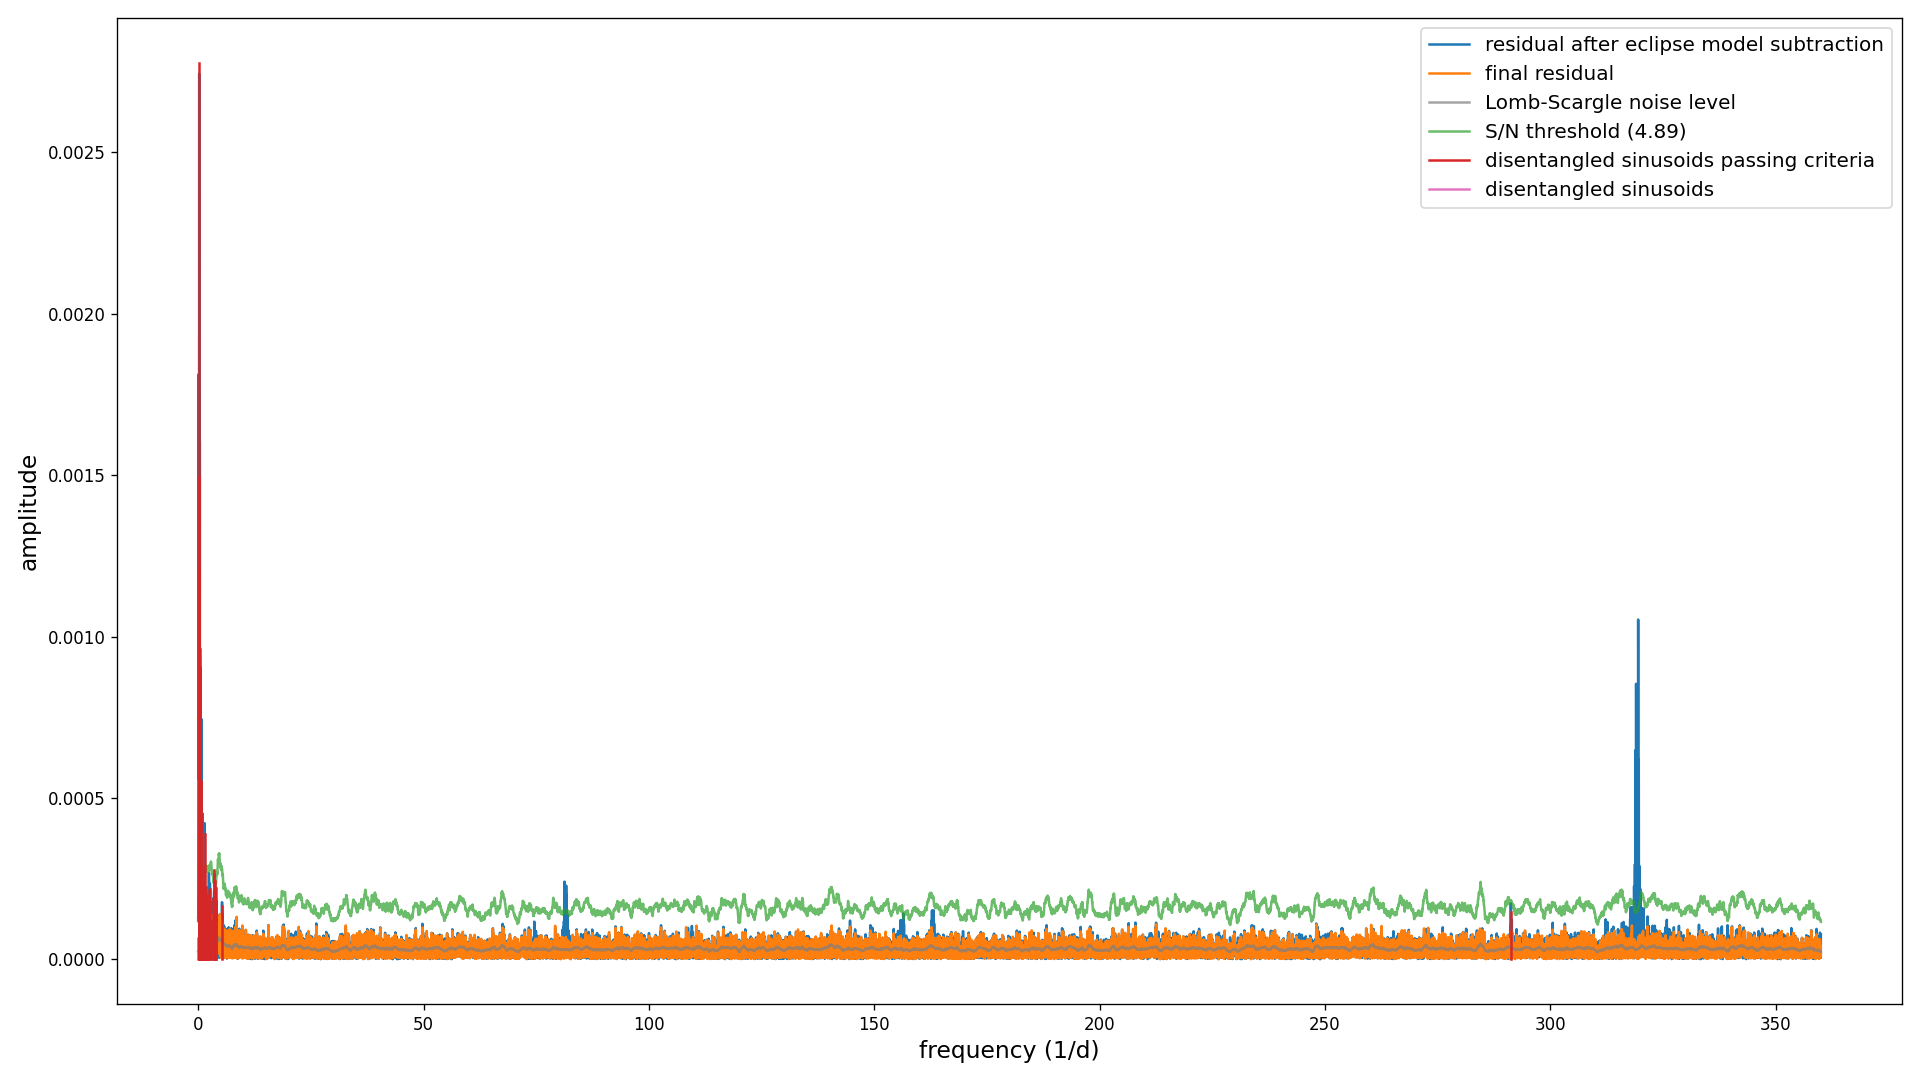 residual after eclipse model subtraction
final residual
Lomb-Scargle noise level
S/N threshold (4.89)
disentangled sinusoids passing criteria
disentangled sinusoids
amplitude
0.0025
0.0020
0.0015
0.0010
0.0005
0.0000
0 50 100 150 200 250 300 350
frequency (1/d)